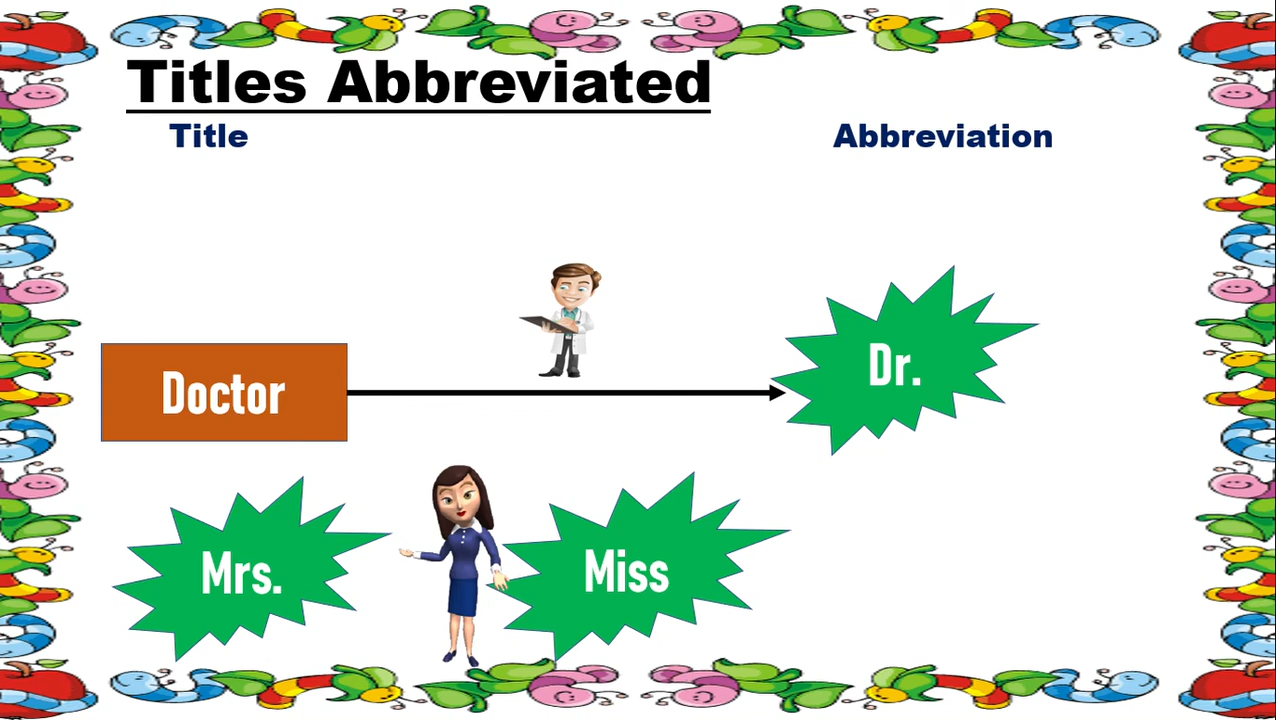 Titles Abbreviated
Title Abbreviation
Doctor
Dr.
Mrs.
Miss